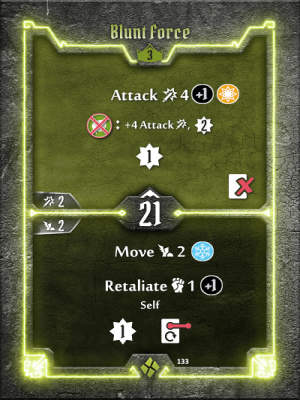 Blunt Force
3
Attack 4 +1
: +4 Attack , 2
1
2
21
2
Move 2
Retaliate 1 +1
Self
1
133